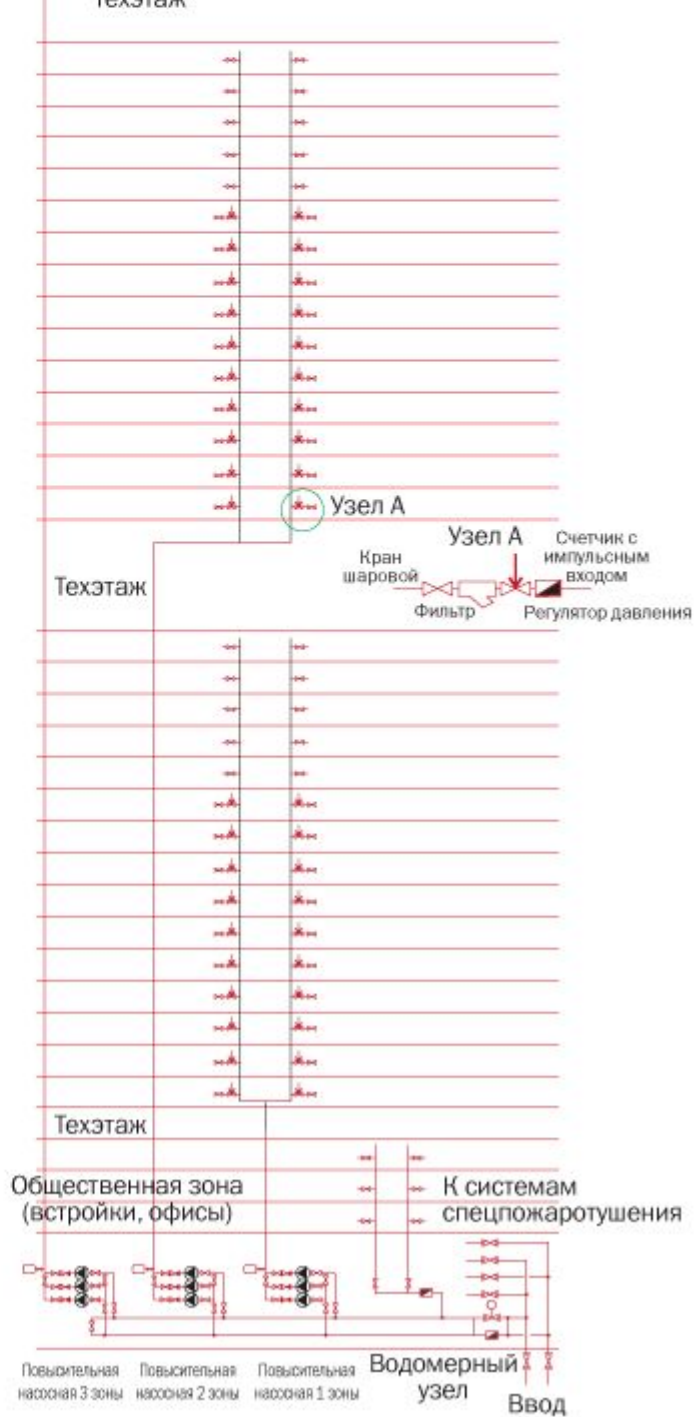 Техэтаж
Узел А
Узел А
Счетчик с
импульсным
входом
Кран
шаровой
Фильтр
Регулятор давления
Техэтаж
Техэтаж
Общественная зона
(встройки, офисы)
К системам
спецпожаротушения
Повысительная
насосная 3 зоны
Повысительная
насосная 2 зоны
Повысительная
насосная 1 зоны
Водомерный
узел
Ввод